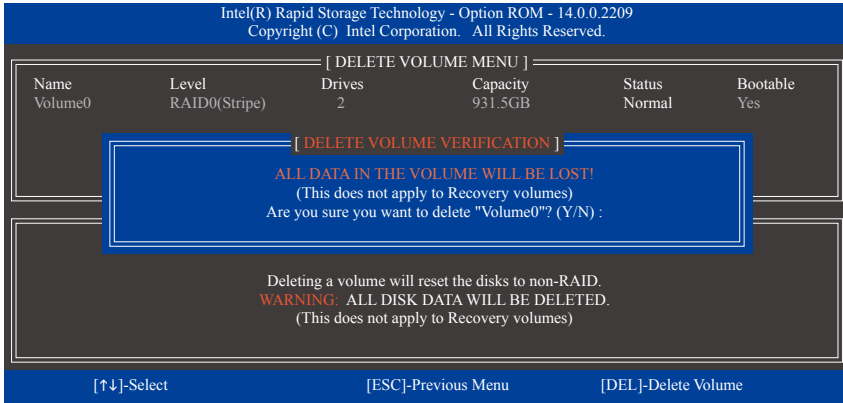 Intel(R) Rapid Storage Technology - Option ROM - 14.0.0.2209
Copyright (C) Intel Corporation. All Rights Reserved.
[ DELETE VOLUME MENU ]
Name Level Drives Capacity Status Bootable
Volume0 RAID0(Stripe) 2 931.5GB Normal Yes
[ DELETE VOLUME VERIFICATION ]
ALL DATA IN THE VOLUME WILL BE LOST!
(This does not apply to Recovery volumes)
Are you sure you want to delete "Volume0"? (Y/N) :
Deleting a volume will reset the disks to non-RAID.
WARNING: ALL DISK DATA WILL BE DELETED.
(This does not apply to Recovery volumes)
[↑↓]-Select [ESC]-Previous Menu [DEL]-Delete Volume